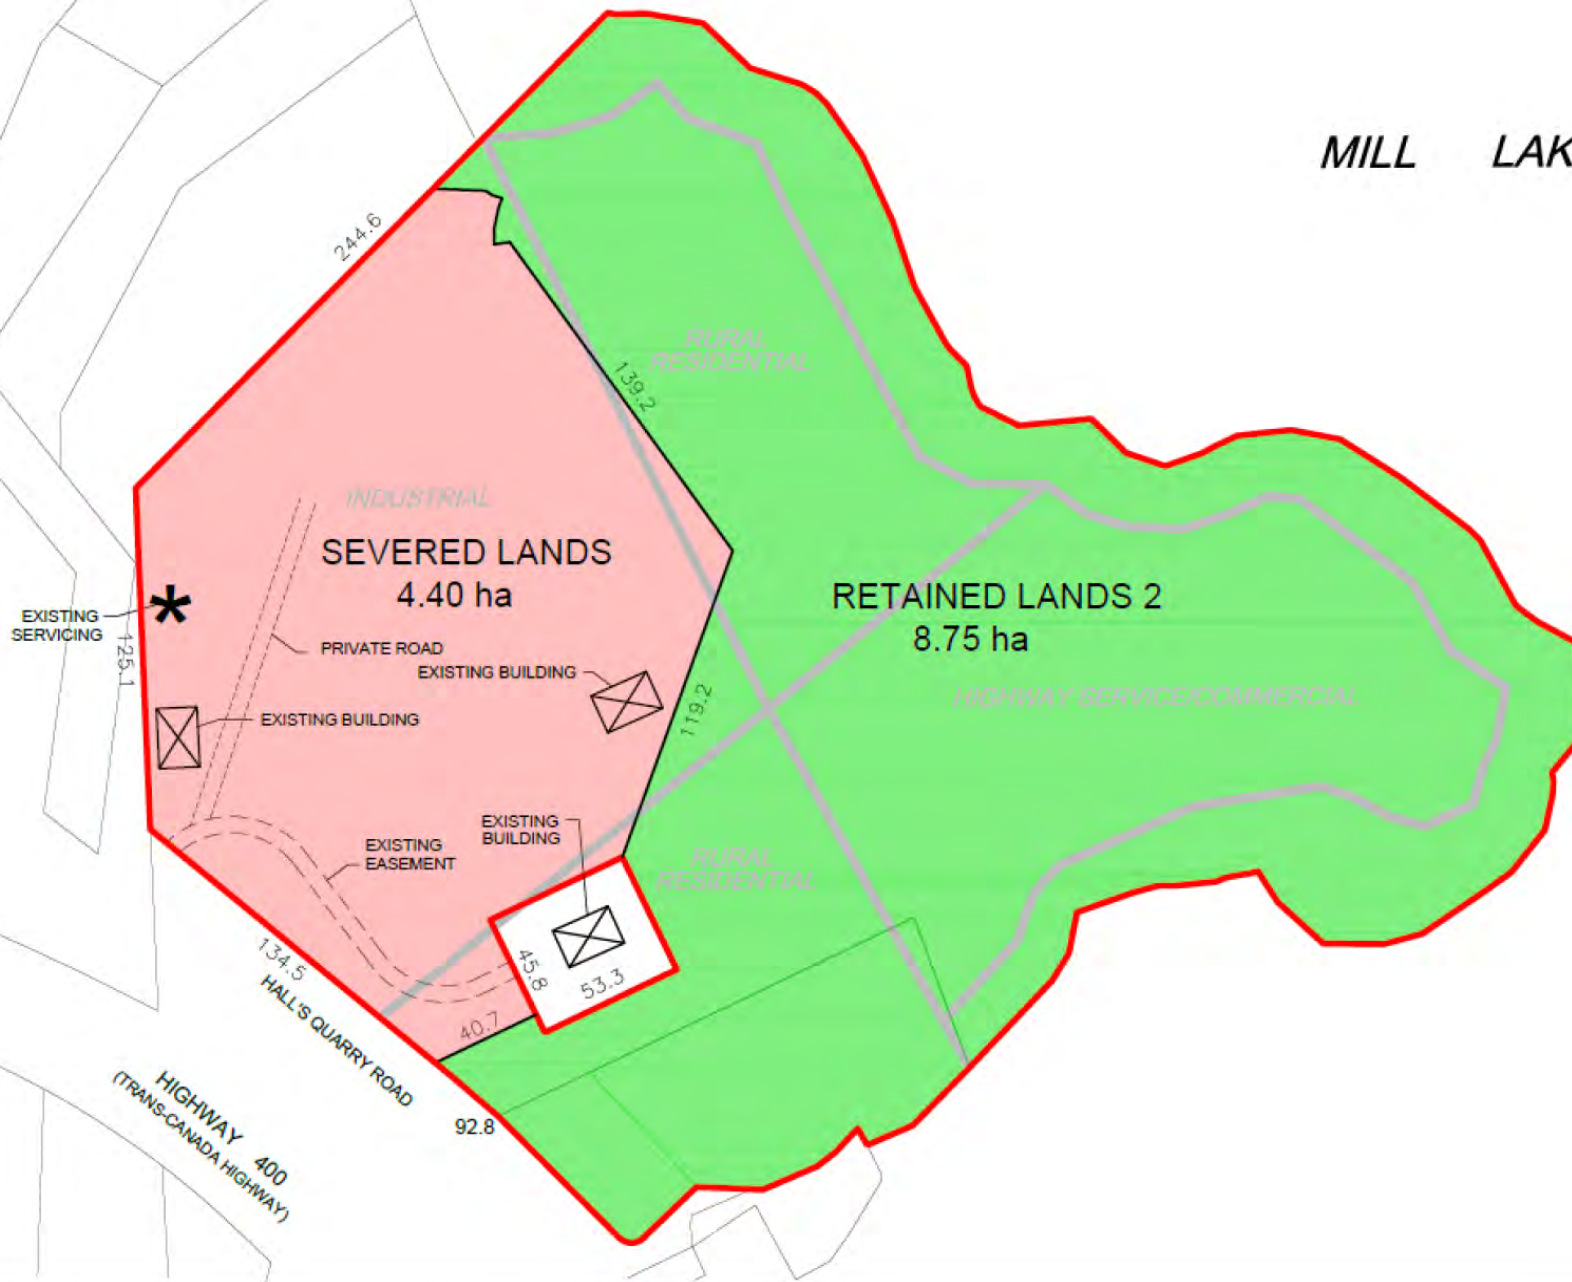 MILL LAK
244.6
RURAL
RESIDENTIAL
139.2
INDUSTRIAL
SEVERED LANDS
4.40 ha
RETAINED LANDS 2
8.75 ha
EXISTING
SERVICING
125.1
PRIVATE ROAD
EXISTING BUILDING
HIGHWAY SERVICE/COMMERCIAL
119.2
EXISTING BUILDING
EXISTING
BUILDING
EXISTING
EASEMENT
RURAL
RESIDENTIAL
134.5
45.8
53.3
40.7
HALL'S QUARRY ROAD
92.8
HIGHWAY 400
(TRANS-CANADA HIGHWAY)